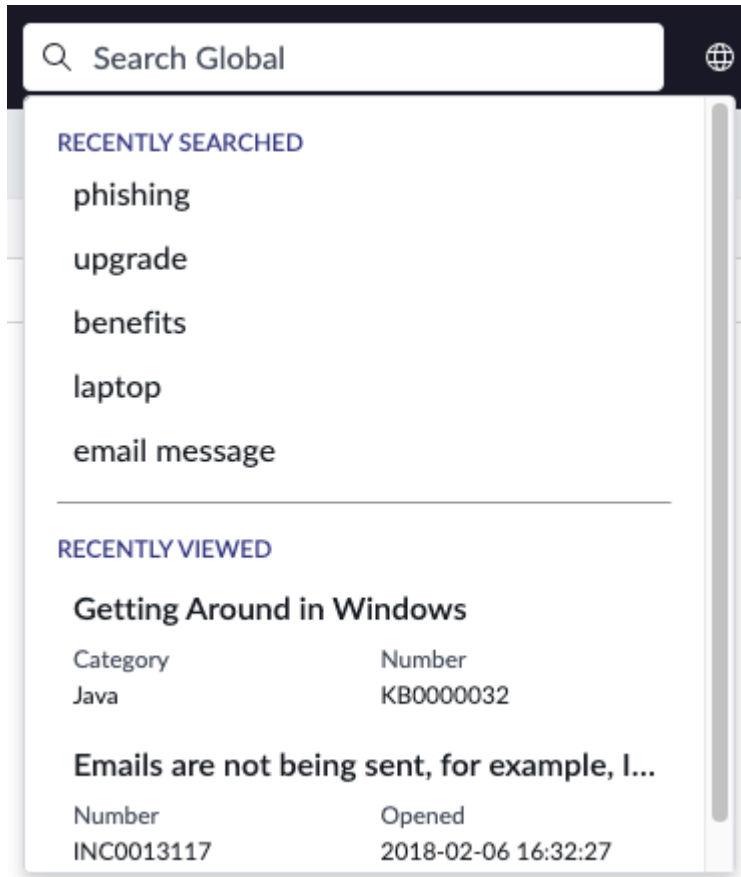 Search Global
RECENTLY SEARCHED
phishing
upgrade
benefits
laptop
email message
RECENTLY VIEWED
Getting Around in Windows
Category Number
Java KB0000032
Emails are not being sent, for example, I...
Number Opened
INC0013117 2018-02-06 16:32:27